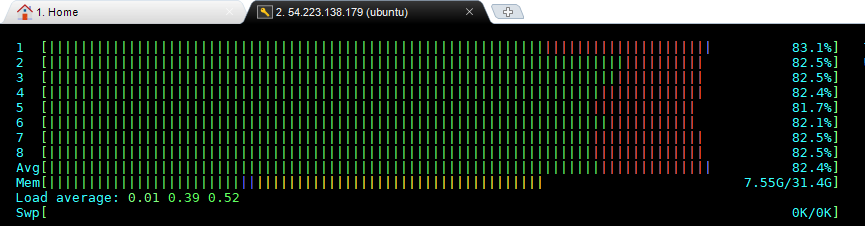 1. Home
2. 54.223.138.179 (ubuntu)
1 [ 83.1%]
2 [ 82.5%]
3 [ 82.5%]
4 [ 82.4%]
5 [ 81.7%]
6 [ 82.1%]
7 [ 82.5%]
8 [ 82.5%]
Avg[ 82.4%]
Mem[ 7.55G/31.4G]
Load average: 0.01 0.39 0.52
Swp[ 0K/0K]